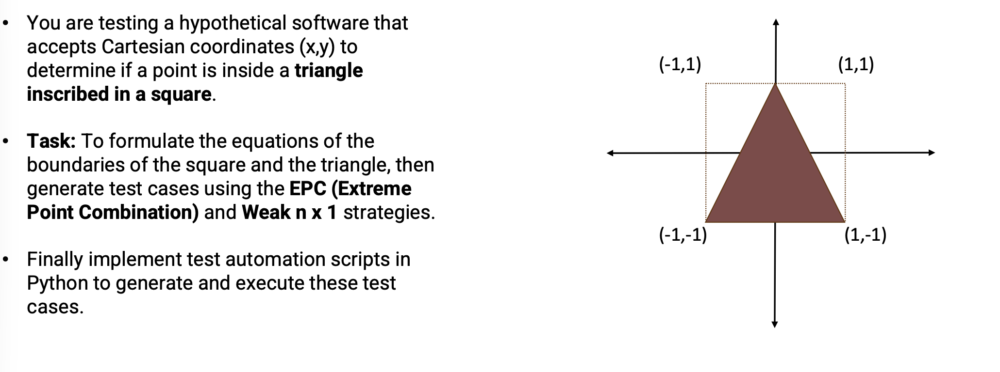 • You are testing a hypothetical software that
accepts Cartesian coordinates (x,y) to
determine if a point is inside a triangle
inscribed in a square.
• Task: To formulate the equations of the
boundaries of the square and the triangle, then
generate test cases using the EPC (Extreme
Point Combination) and Weak n x 1 strategies.
• Finally implement test automation scripts in
Python to generate and execute these test
cases.
(-1,1)
(1,1)
(-1,-1)
(1,-1)